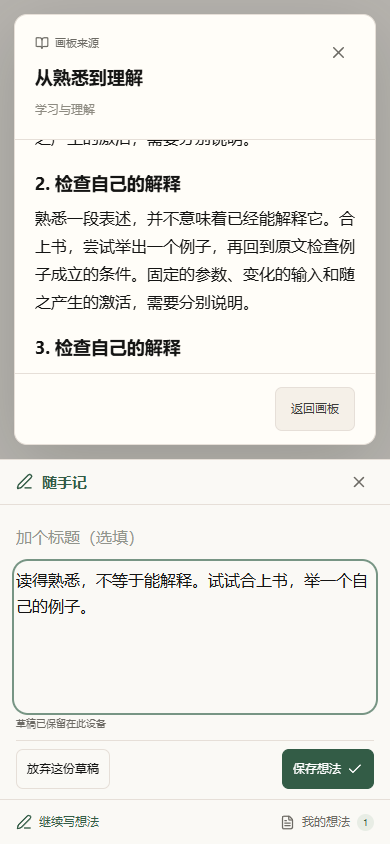 画板来源
从熟悉到理解
学习与理解
之产生的激活，需要分别说明。
2. 检查自己的解释
熟悉一段表述，并不意味着已经能解释它。合
上书，尝试举出一个例子，再回到原文检查例
子成立的条件。固定的参数、变化的输入和随
之产生的激活，需要分别说明。
3. 检查自己的解释
返回画板
随手记
加个标题（选填）
读得熟悉，不等于能解释。试试合上书，举一个自
己的例子。
草稿已保留在此设备
放弃这份草稿
保存想法
继续写想法
我的想法 1